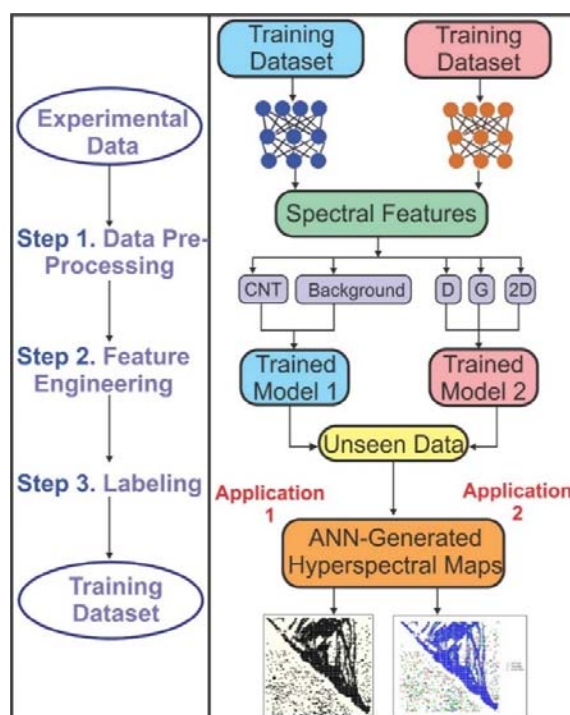 Experimental
Data
Step 1. Data Pre-
Processing
Step 2. Feature
Engineering
Step 3. Labeling
Training
Dataset
Training
Dataset
Training
Dataset
Spectral Features
CNT
Background
D
G
2D
Trained
Model 1
Trained
Model 2
Unseen Data
Application
1
Application
2
ANN-Generated
Hyperspectral Maps